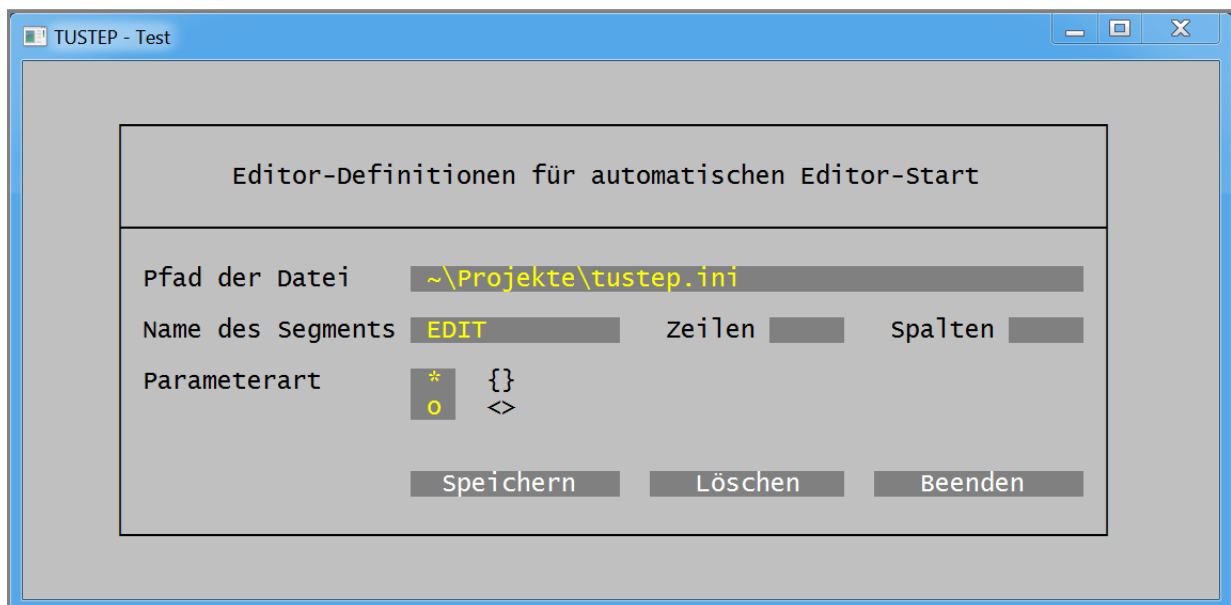 TUSTEP - Test
Editor-Definitionen für automatischen Editor-Start
Pfad der Datei ~\Projekte\tustep.ini
Name des Segments EDIT Zeilen Spalten
Parameterart * {}
o <>
Speichern Löschen Beenden